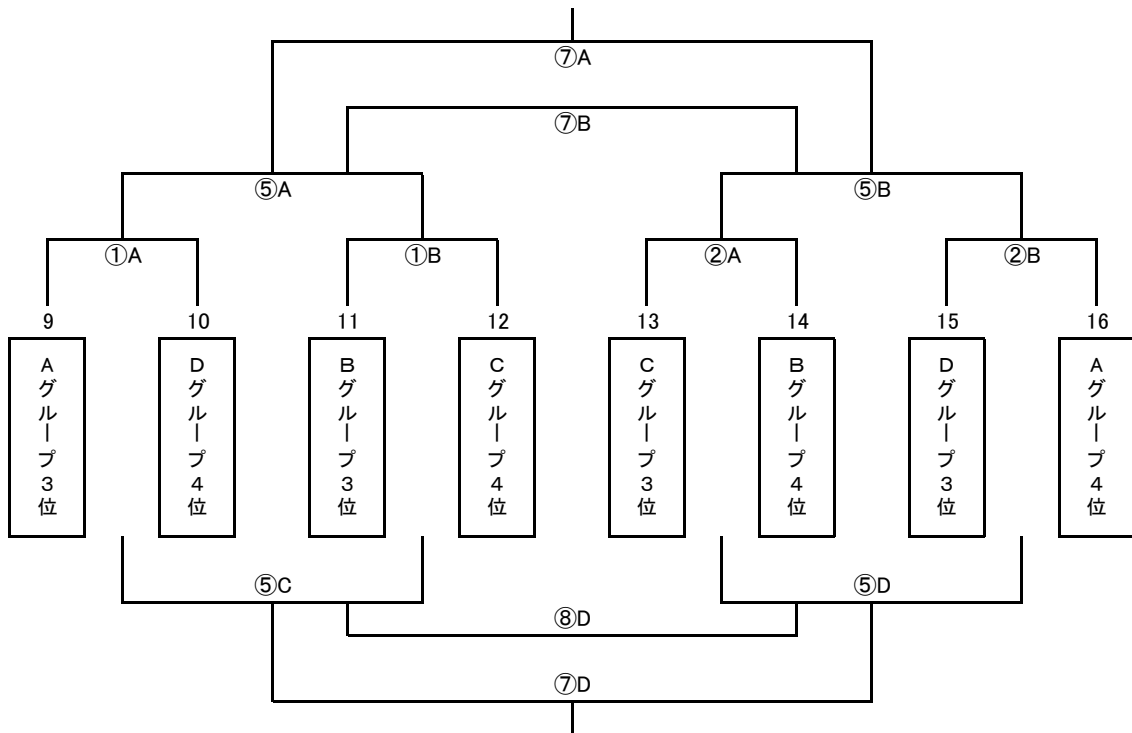 ⑦A
⑦B
⑤A
⑤B
①A
①B
②A
②B
9
10
11
12
13
14
15
16
Aグループ3位
Dグループ4位
Bグループ3位
Cグループ4位
Cグループ3位
Bグループ4位
Dグループ3位
Aグループ4位
⑤C
⑤D
⑧D
⑦D